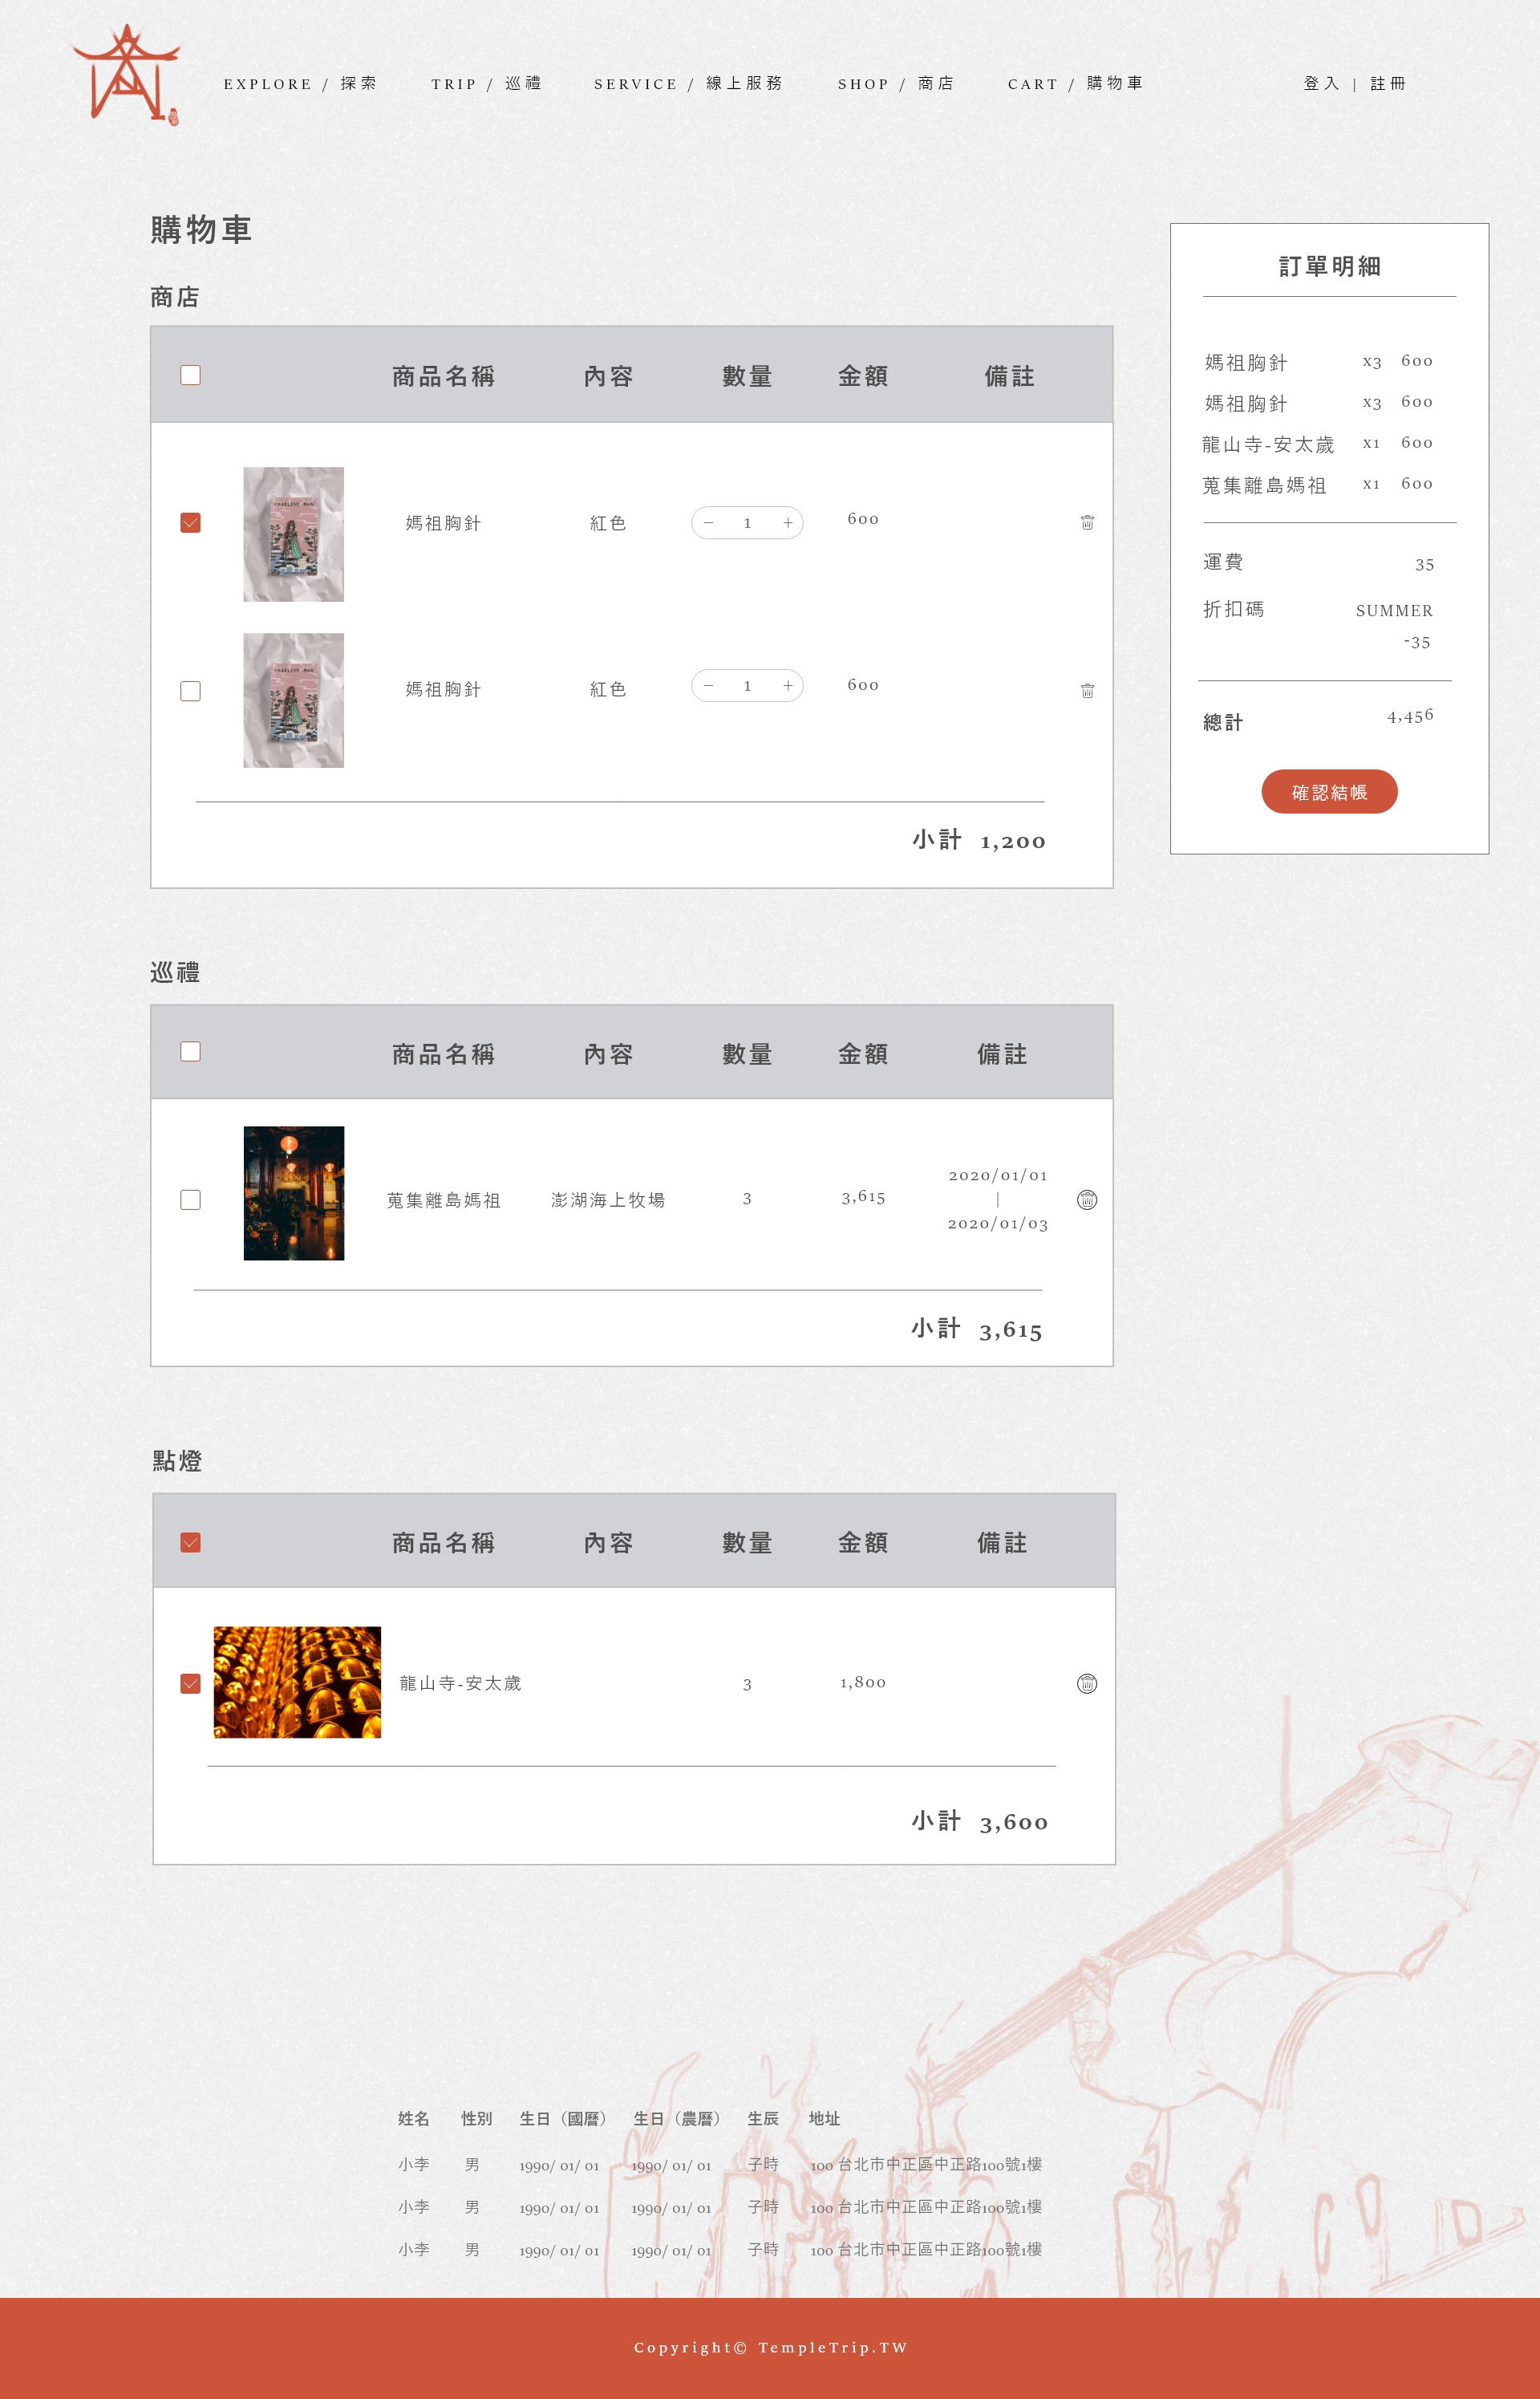 EXPLORE / 探索 TRIP / 巡禮 SERVICE / 線上服務 SHOP / 商店 CART / 購物車 登入 | 註冊
購物車
商店
商品名稱 內容 數量 金額 備註
CHARLENE MAN
媽祖胸針 紅色 − 1 + 600
CHARLENE MAN
媽祖胸針 紅色 − 1 + 600
小計 1,200
訂單明細
媽祖胸針 x3 600
媽祖胸針 x3 600
龍山寺-安太歲 x1 600
蒐集離島媽祖 x1 600
運費 35
折扣碼 SUMMER
-35
總計 4,456
確認結帳
巡禮
商品名稱 內容 數量 金額 備註
蒐集離島媽祖 澎湖海上牧場 3 3,615 2020/01/01
|
2020/01/03
小計 3,615
點燈
商品名稱 內容 數量 金額 備註
龍山寺-安太歲 3 1,800
小計 3,600
姓名 性別 生日（國曆） 生日（農曆） 生辰 地址
小李 男 1990/ 01/ 01 1990/ 01/ 01 子時 100 台北市中正區中正路100號1樓
小李 男 1990/ 01/ 01 1990/ 01/ 01 子時 100 台北市中正區中正路100號1樓
小李 男 1990/ 01/ 01 1990/ 01/ 01 子時 100 台北市中正區中正路100號1樓
Copyright© TempleTrip.TW